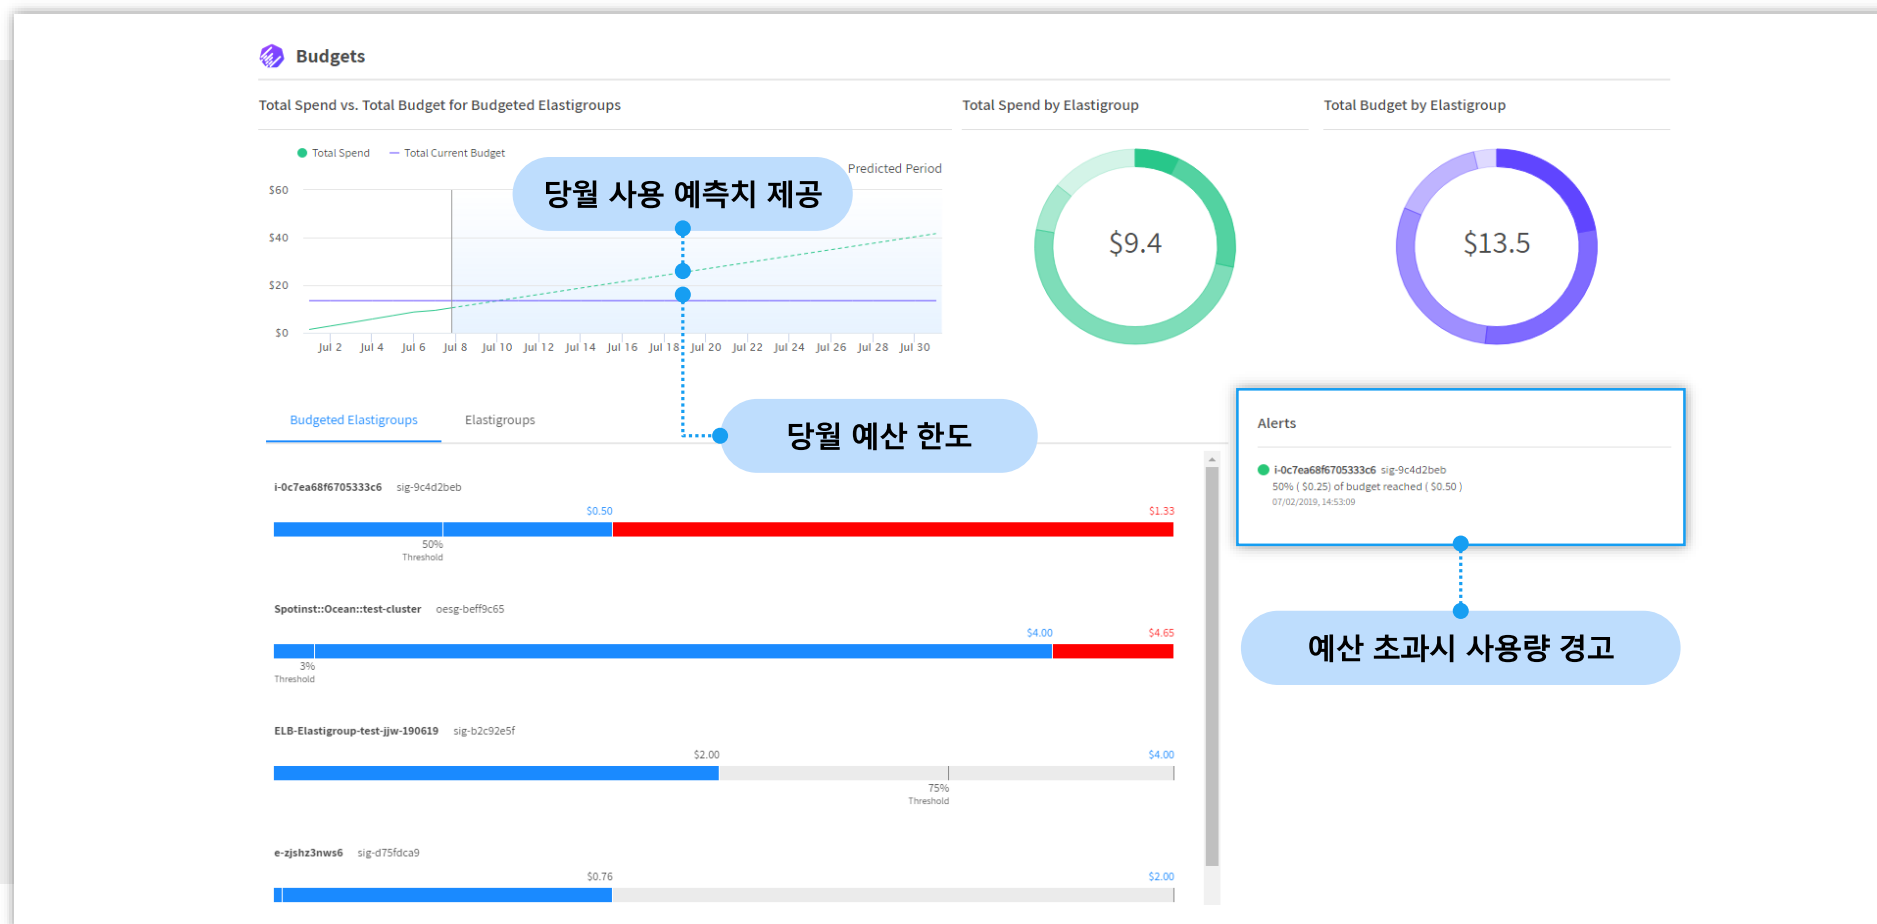 Budgets
Total Spend vs. Total Budget for Budgeted Elastigroups
Total Spend
Total Current Budget
당월 사용 예측치 제공
Predicted Period
$60
$40
$20
$0
Jul 2 Jul 4 Jul 6 Jul 8 Jul 10 Jul 12 Jul 14 Jul 16 Jul 18 Jul 20 Jul 22 Jul 24 Jul 26 Jul 28 Jul 30
Total Spend by Elastigroup
$9.4
Total Budget by Elastigroup
$13.5
Budgeted Elastigroups
Elastigroups
당월 예산 한도
i-0c7ea68f6705333c6 sig-9c4d2beb
$0.50 $1.33
50%
Threshold
Spotinst::Ocean::test-cluster oesg-beff9c65
$4.00 $4.65
3%
Threshold
ELB-Elastigroup-test-jjw-190619 sig-b2c92e5f
$2.00 $4.00
75%
Threshold
e-zjshz3nws6 sig-d75fdca9
$0.76 $2.00
Alerts
i-0c7ea68f6705333c6 sig-9c4d2beb
50% ( $0.25) of budget reached ( $0.50 )
07/02/2019, 14:53:09
예산 초과시 사용량 경고